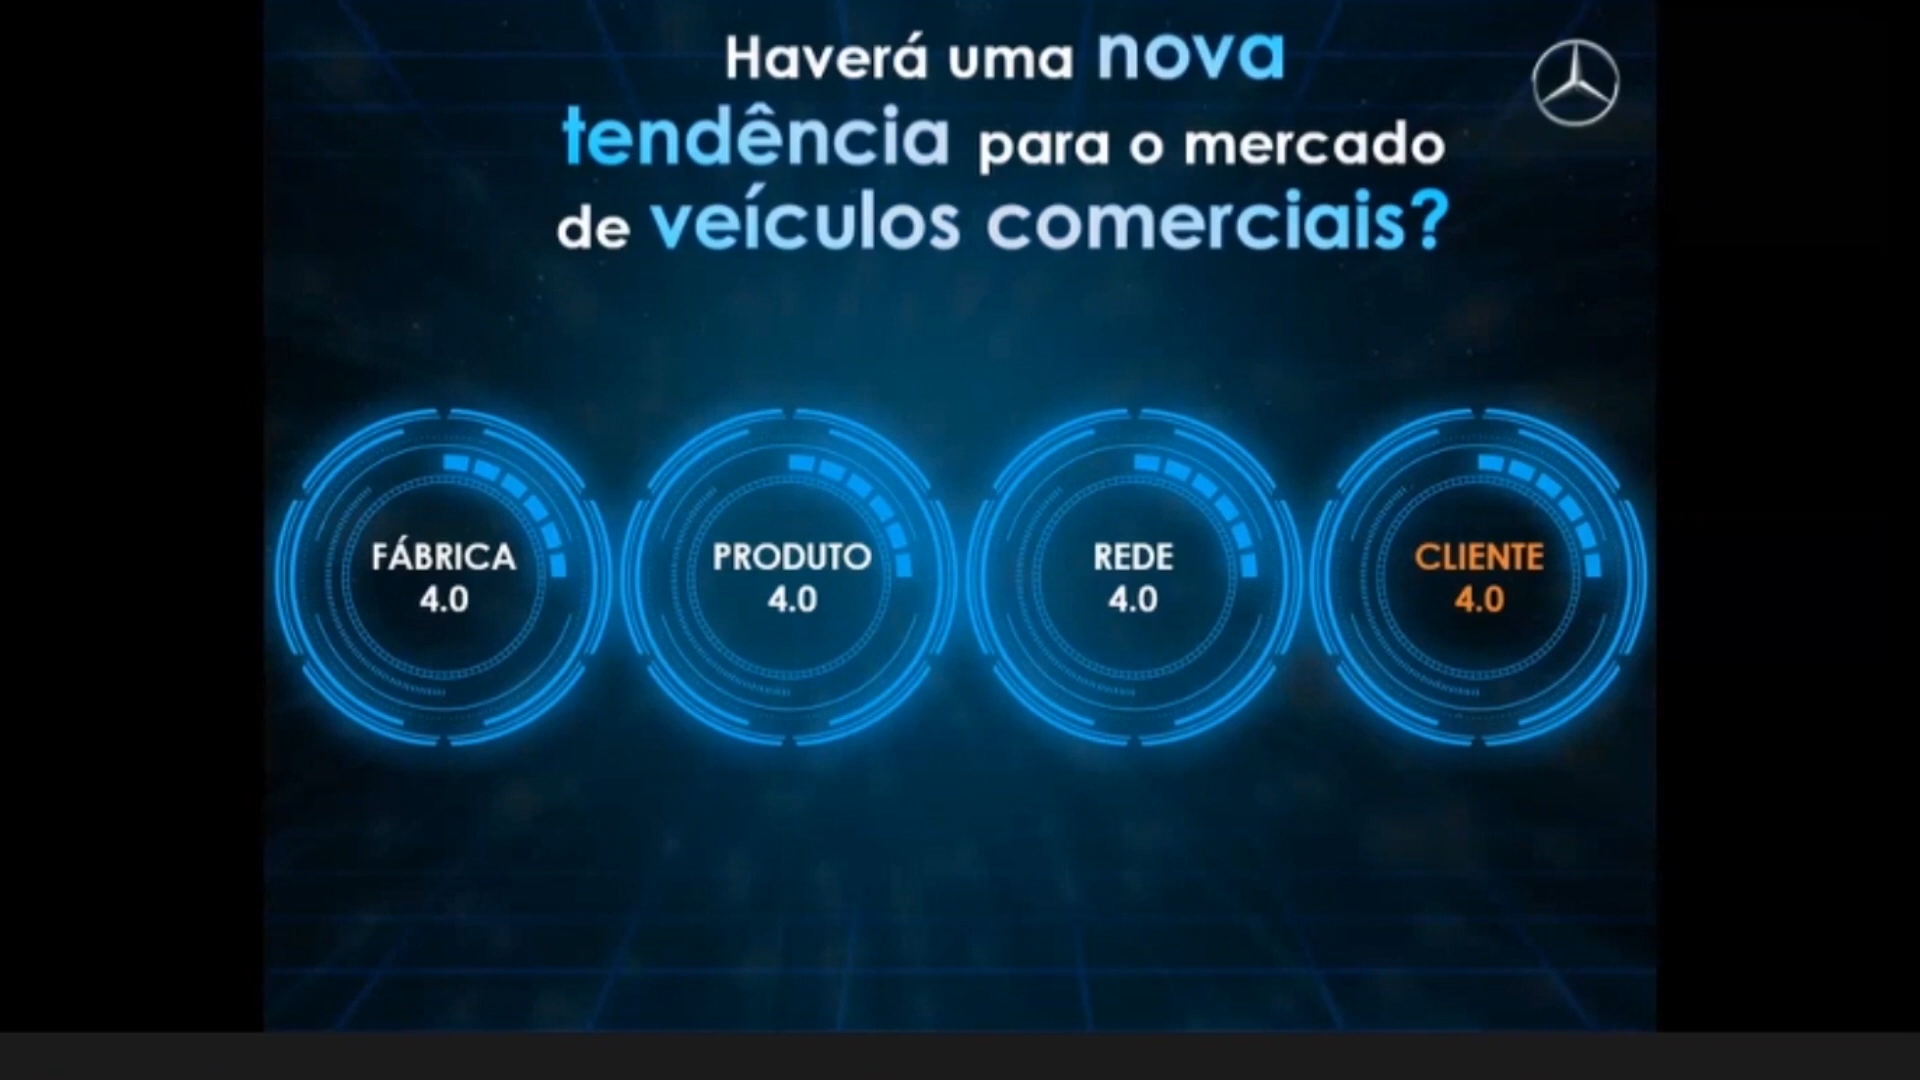 Haverá uma nova
tendência para o mercado
de veículos comerciais?
FÁBRICA
4.0
PRODUTO
4.0
REDE
4.0
CLIENTE
4.0